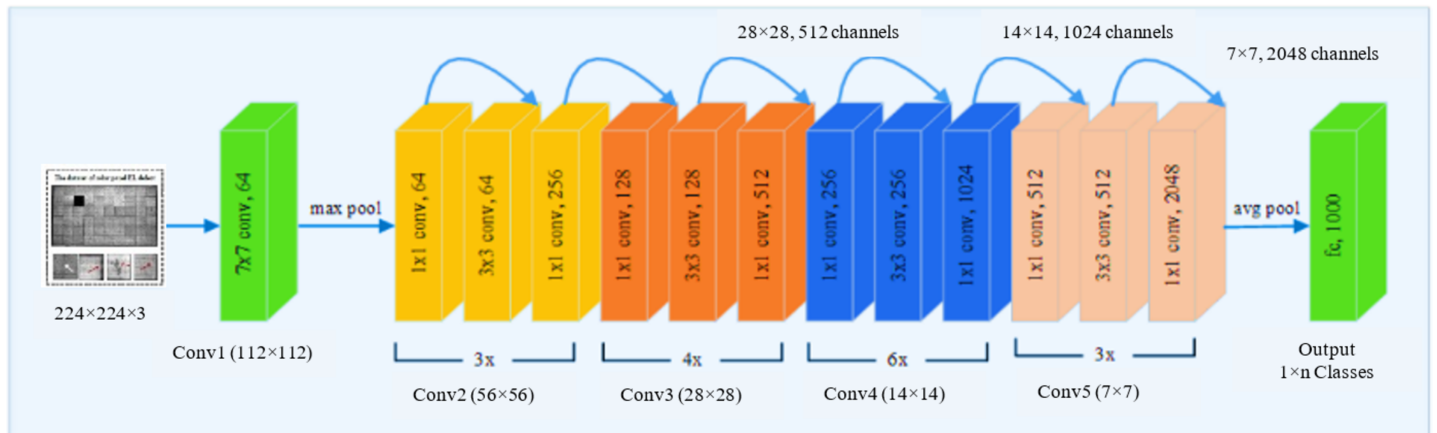 28×28, 512 channels
14×14, 1024 channels
7×7, 2048 channels
224×224×3
7x7 conv, 64
Conv1 (112×112)
max pool
1x1 conv, 64
3x3 conv, 64
1x1 conv, 256
3x
Conv2 (56×56)
1x1 conv, 128
3x3 conv, 128
1x1 conv, 512
4x
Conv3 (28×28)
1x1 conv, 256
3x3 conv, 256
1x1 conv, 1024
6x
Conv4 (14×14)
1x1 conv, 512
3x3 conv, 512
1x1 conv, 2048
3x
Conv5 (7×7)
avg pool
fc, 1000
Output
1×n Classes